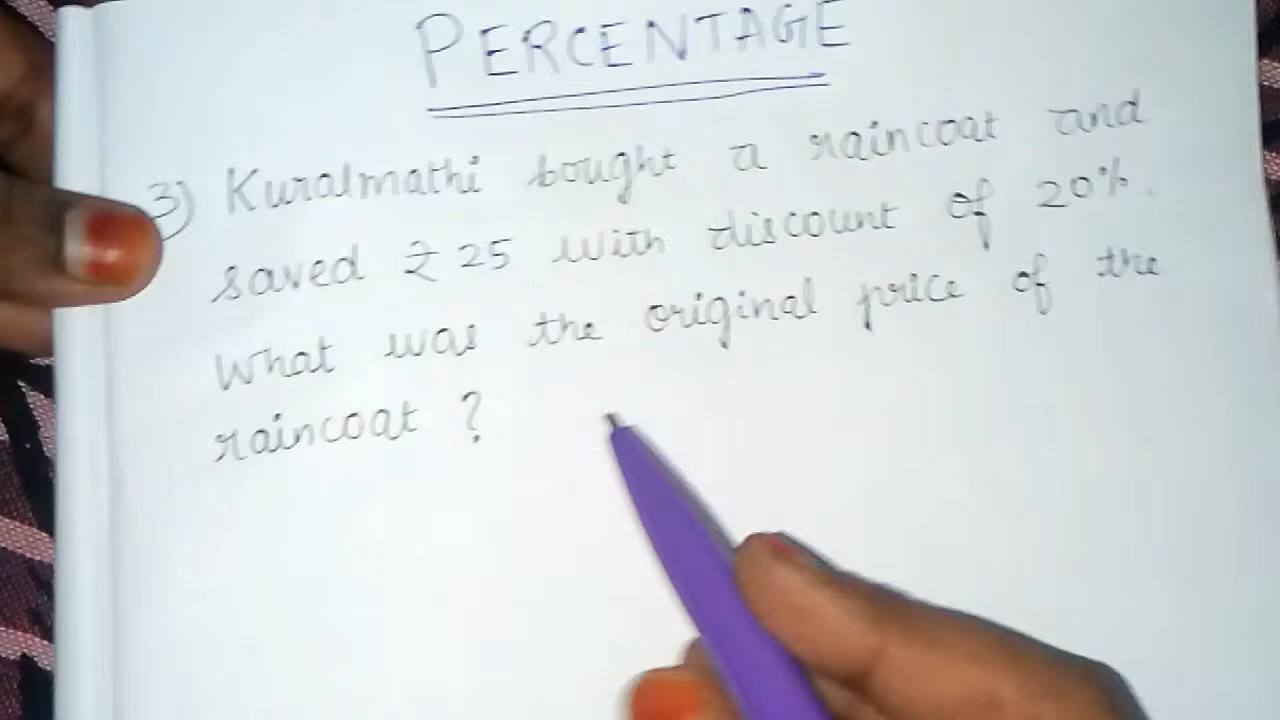 PERCENTAGE
3) Kuralmathi bought a raincoat and
saved ₹ 25 with discount of 20%.
What was the original price of the
raincoat ?